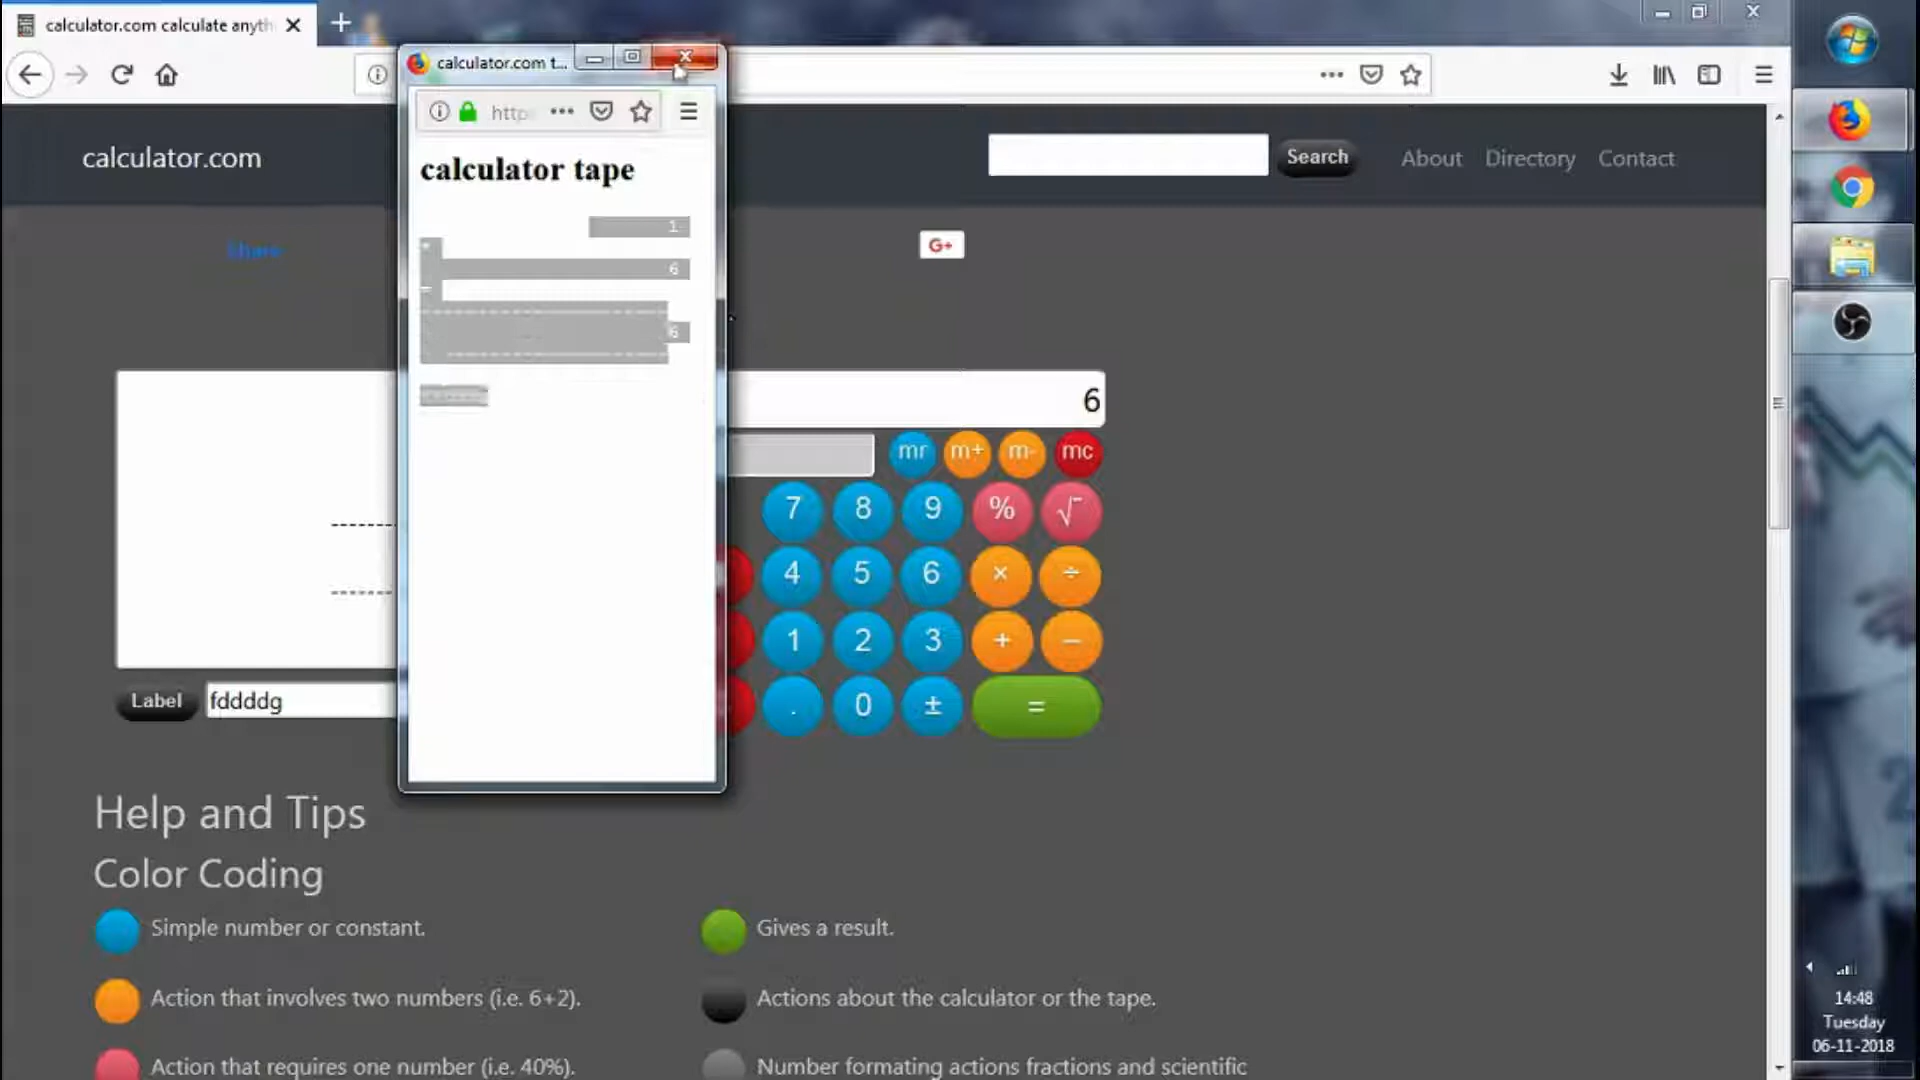 calculator.com calculate anyth
calculator.com t...
http
calculator tape
1
*
6
=
6
calculator.com
Search
About
Directory
Contact
Share
G+
6
mr
m+
m-
mc
7
8
9
%
√
4
5
6
×
÷
1
2
3
+
−
.
0
±
=
Label
fddddg
Help and Tips
Color Coding
Simple number or constant.
Gives a result.
Action that involves two numbers (i.e. 6+2).
Actions about the calculator or the tape.
Action that requires one number (i.e. 40%).
Number formating actions fractions and scientific
14:48
Tuesday
06-11-2018